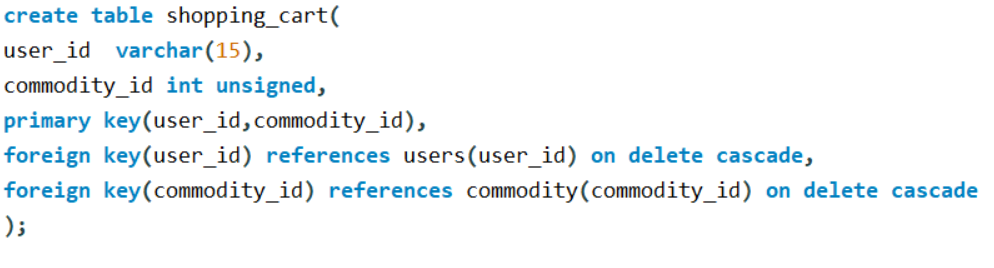 create table shopping_cart(
user_id  varchar(15),
commodity_id int unsigned,
primary key(user_id,commodity_id),
foreign key(user_id) references users(user_id) on delete cascade,
foreign key(commodity_id) references commodity(commodity_id) on delete cascade
);